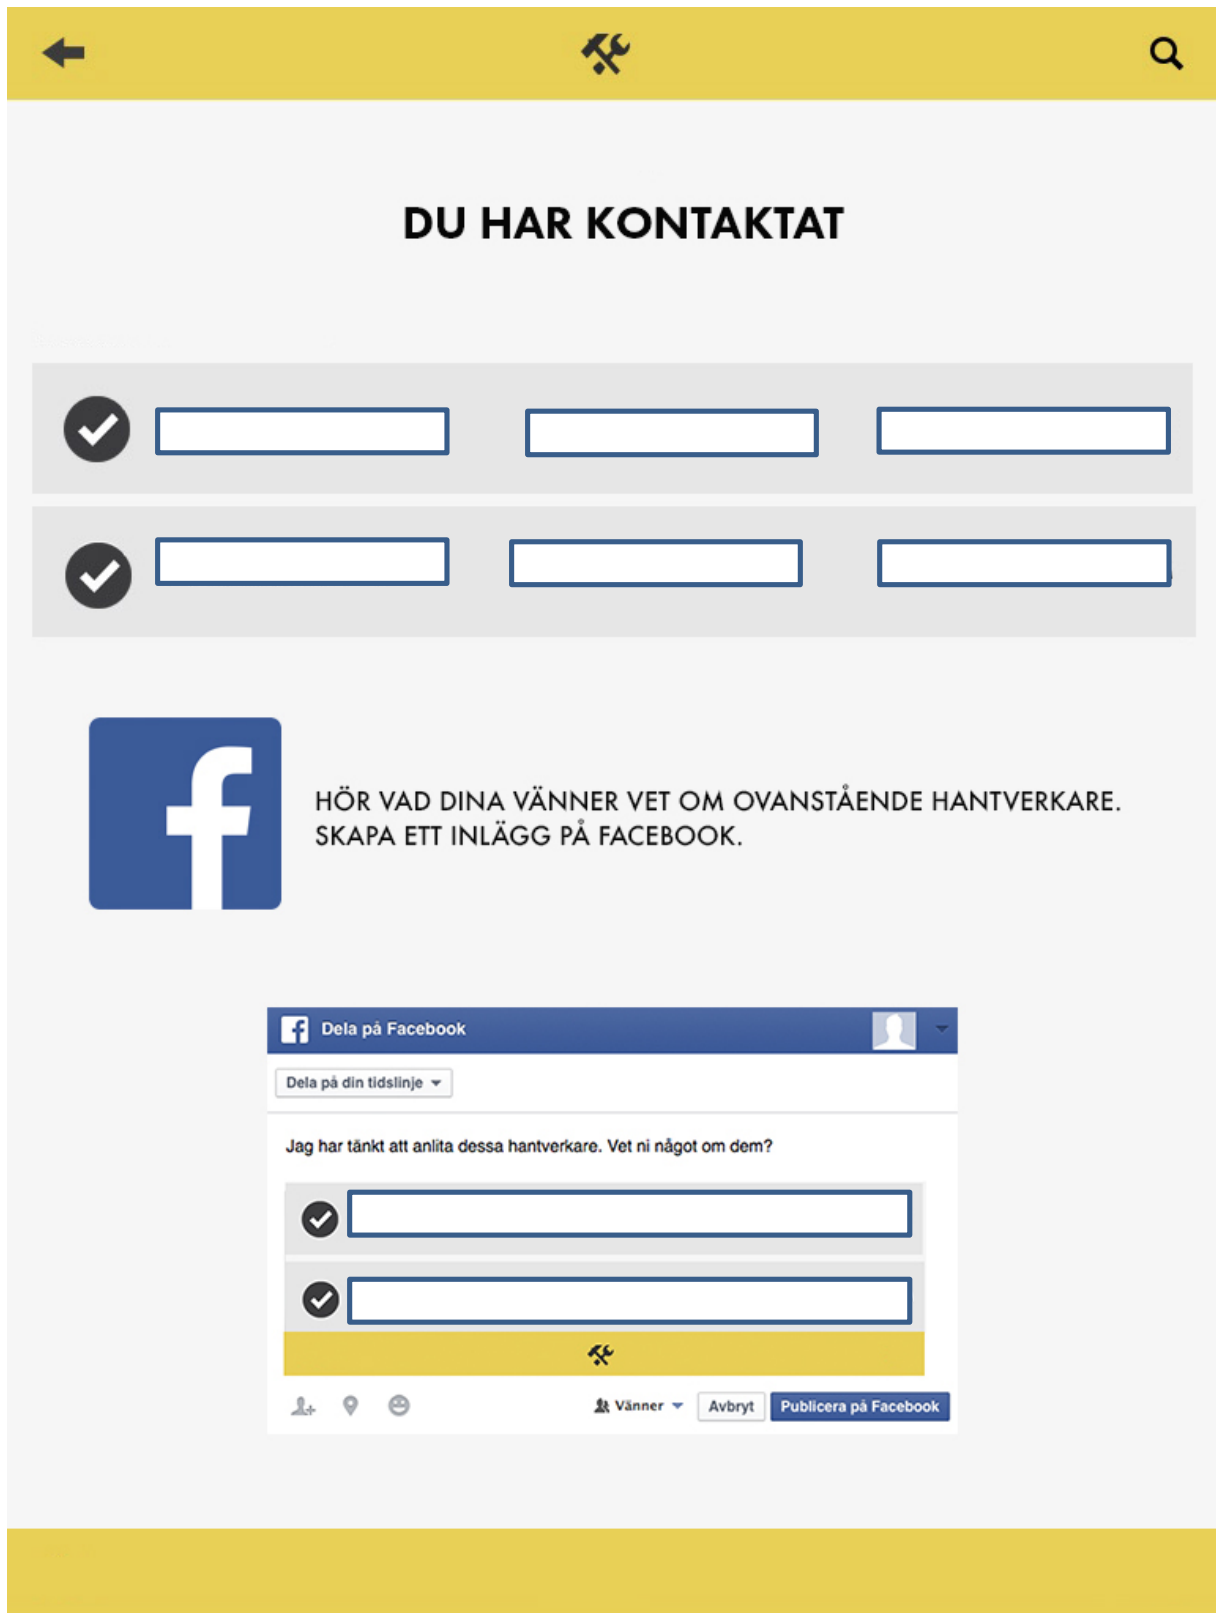 DU HAR KONTAKTAT
HÖR VAD DINA VÄNNER VET OM OVANSTÅENDE HANTVERKARE.
SKAPA ETT INLÄGG PÅ FACEBOOK.
Dela på Facebook
Dela på din tidslinje
Jag har tänkt att anlita dessa hantverkare. Vet ni något om dem?
Vänner Avbryt Publicera på Facebook